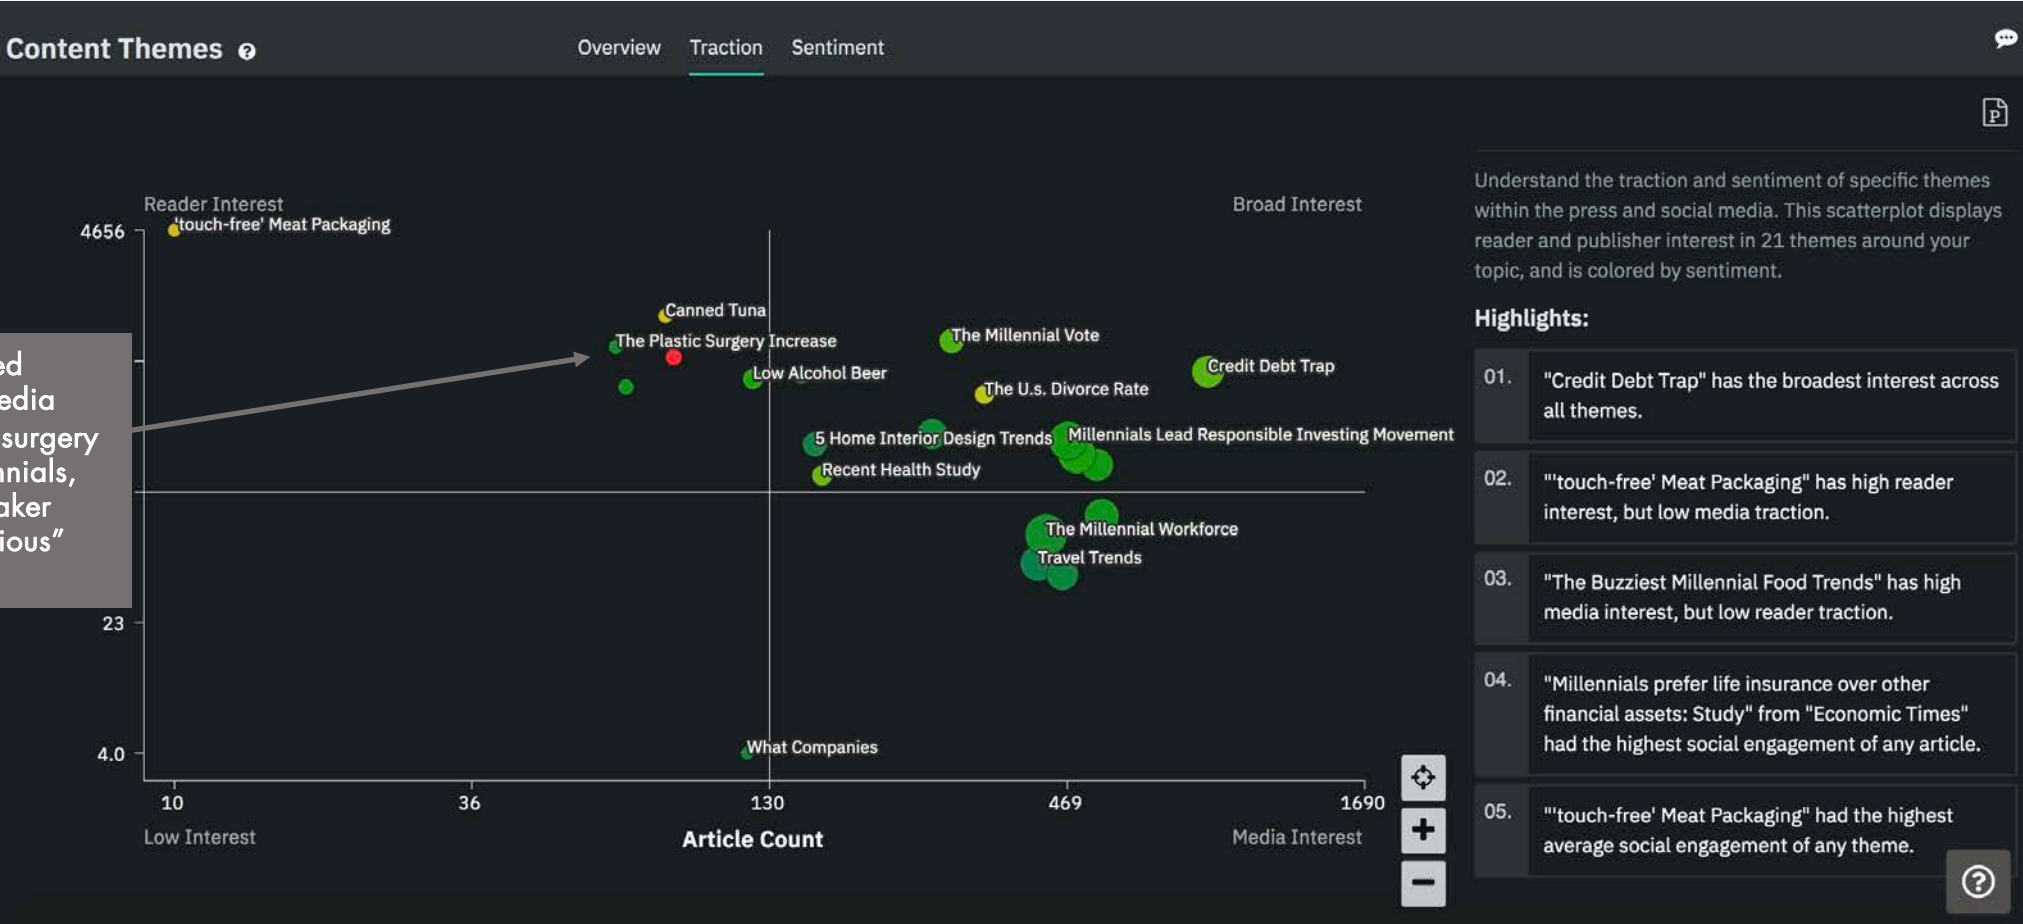 Content Themes ?
Overview Traction Sentiment
P
Reader Interest
Broad Interest
4656
'touch-free' Meat Packaging
Canned Tuna
The Plastic Surgery Increase
The Millennial Vote
Low Alcohol Beer
Credit Debt Trap
The U.s. Divorce Rate
5 Home Interior Design Trends
Millennials Lead Responsible Investing Movement
Recent Health Study
The Millennial Workforce
Travel Trends
23
4.0
What Companies
10 36 130 469 1690
Low Interest
Article Count
Media Interest
ed
edia
surgery
nnials,
aker
ious”
Understand the traction and sentiment of specific themes
within the press and social media. This scatterplot displays
reader and publisher interest in 21 themes around your
topic, and is colored by sentiment.
Highlights:
01.
"Credit Debt Trap" has the broadest interest across
all themes.
02.
"'touch-free' Meat Packaging" has high reader
interest, but low media traction.
03.
"The Buzziest Millennial Food Trends" has high
media interest, but low reader traction.
04.
"Millennials prefer life insurance over other
financial assets: Study" from "Economic Times"
had the highest social engagement of any article.
05.
"'touch-free' Meat Packaging" had the highest
average social engagement of any theme.
+
−
?